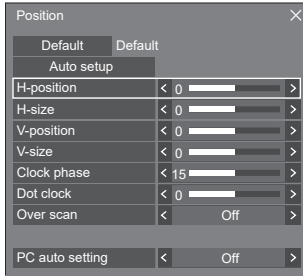 Position
Default Default
Auto setup
H-position < 0 >
H-size < 0 >
V-position < 0 >
V-size < 0 >
Clock phase < 15 >
Dot clock < 0 >
Over scan < Off >
PC auto setting < Off >